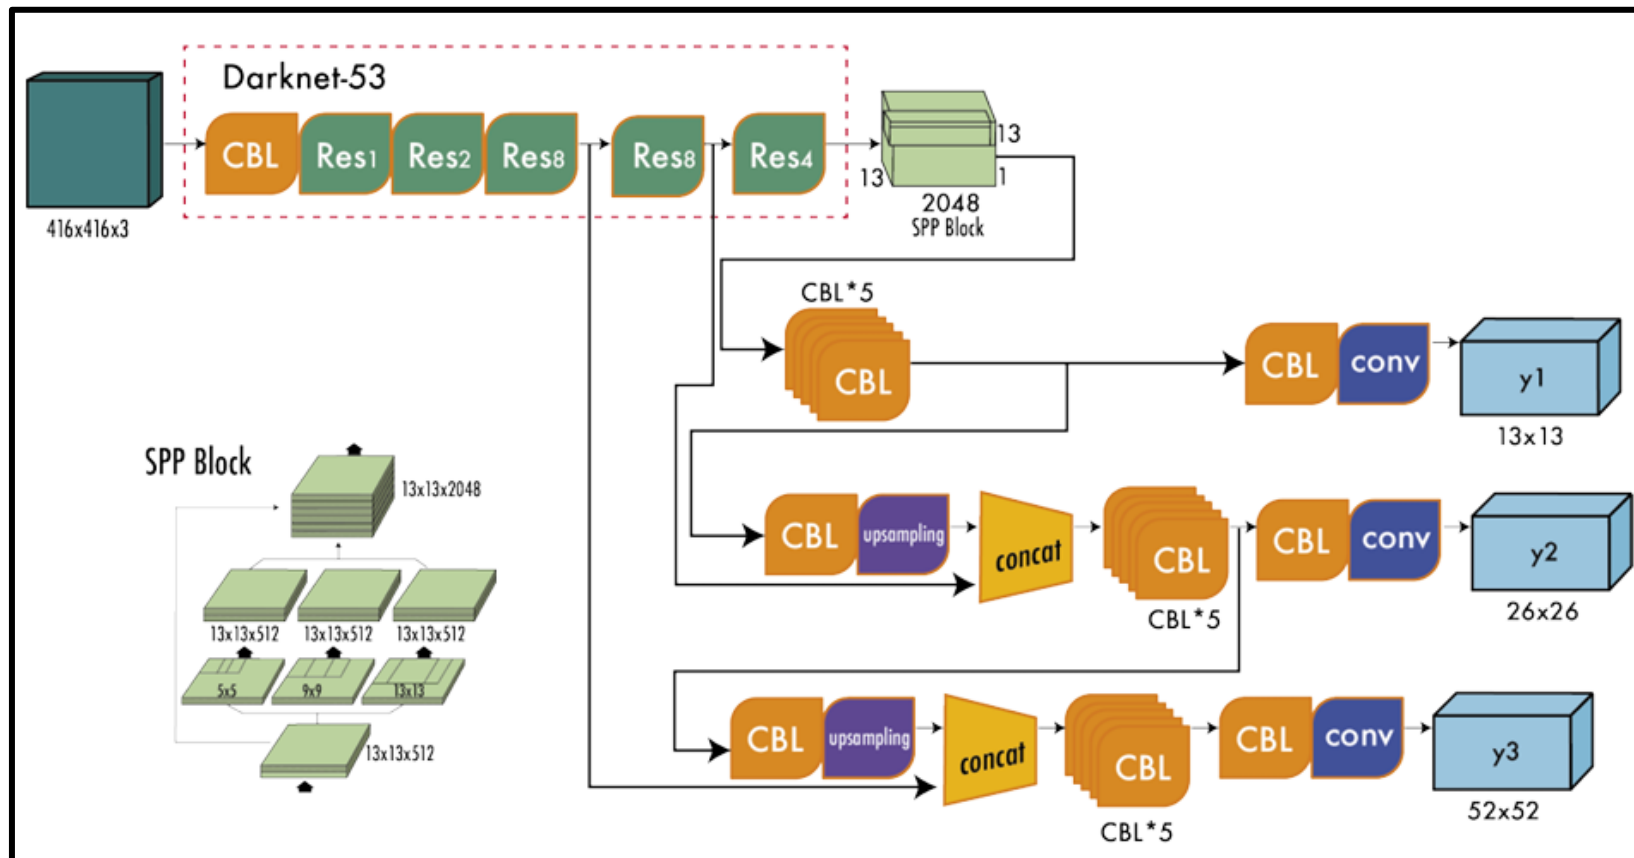 Darknet-53
CBL
Res1
Res2
Res8
Res8
Res4
416x416x3
13
13
1
2048
SPP Block
CBL*5
CBL
CBL
conv
y1
13x13
SPP Block
13x13x2048
13x13x512
13x13x512
13x13x512
5x5
9x9
13x13
13x13x512
CBL
upsampling
concat
CBL
CBL*5
CBL
conv
y2
26x26
CBL
upsampling
concat
CBL
CBL*5
CBL
conv
y3
52x52